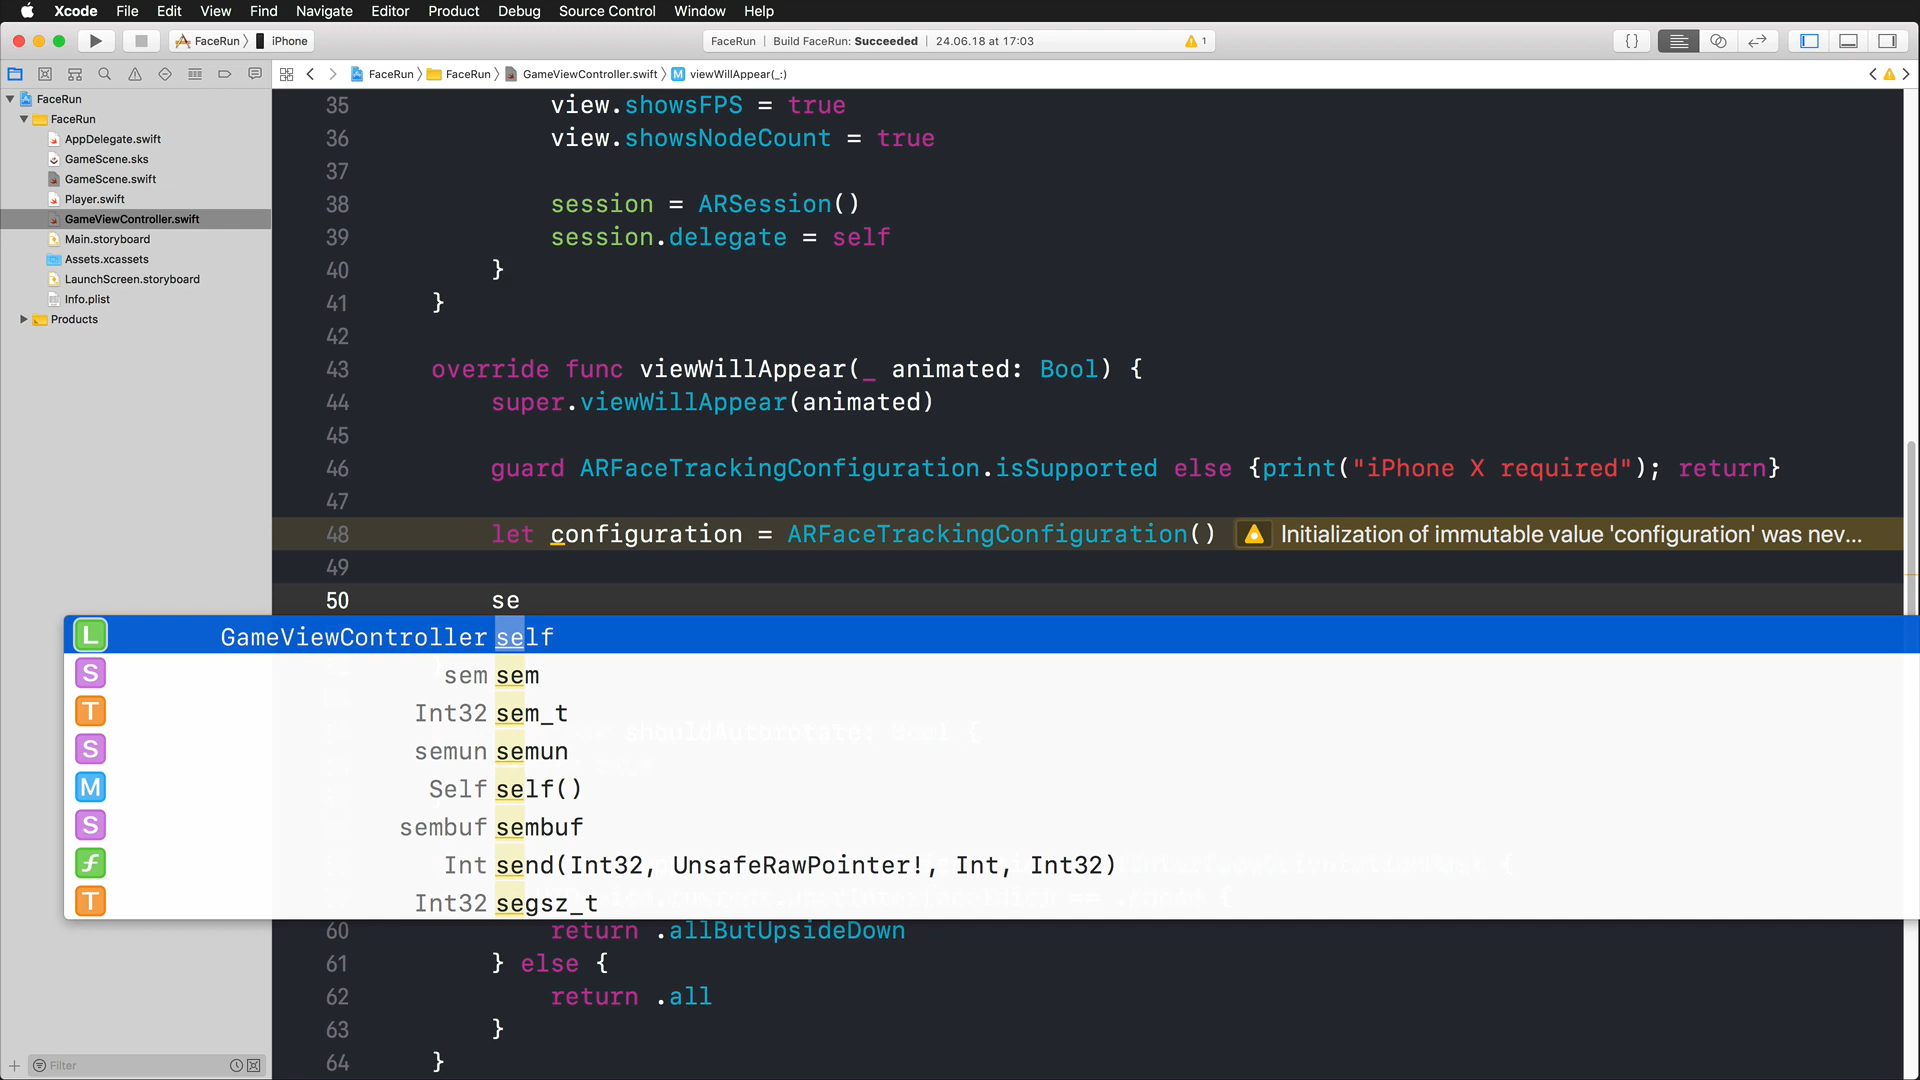 Xcode File Edit View Find Navigate Editor Product Debug Source Control Window Help
FaceRun iPhone
FaceRun Build FaceRun: Succeeded 24.06.18 at 17:03
1
FaceRun FaceRun GameViewController.swift M viewWillAppear(_:)
FaceRun
FaceRun
AppDelegate.swift
GameScene.sks
GameScene.swift
Player.swift
GameViewController.swift
Main.storyboard
Assets.xcassets
LaunchScreen.storyboard
Info.plist
Products
Filter
35 view.showsFPS = true
36 view.showsNodeCount = true
37
38 session = ARSession()
39 session.delegate = self
40 }
41 }
42
43 override func viewWillAppear(_ animated: Bool) {
44 super.viewWillAppear(animated)
45
46 guard ARFaceTrackingConfiguration.isSupported else {print("iPhone X required"); return}
47
48 let configuration = ARFaceTrackingConfiguration() Initialization of immutable value 'configuration' was nev...
49
50 se
L GameViewController self
S sem sem
T Int32 sem_t
S semun semun
M Self self()
S sembuf sembuf
f Int send(Int32, UnsafeRawPointer!, Int, Int32)
T Int32 segsz_t
60 return .allButUpsideDown
61 } else {
62 return .all
63 }
64 }